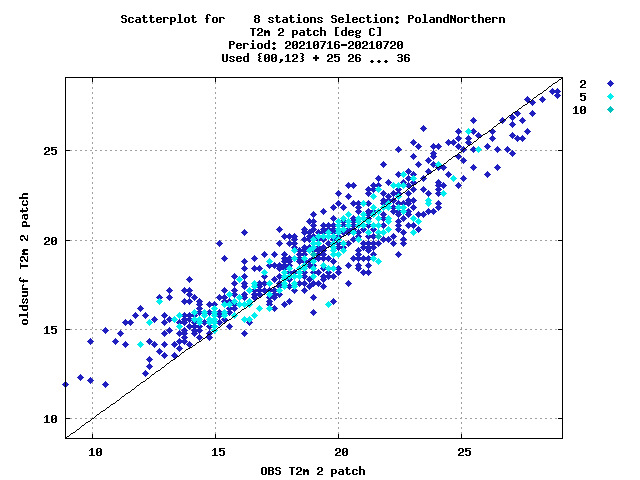 Scatterplot for 8 stations Selection: PolandNorthern
T2m 2 patch [deg C]
Period: 20210716-20210720
Used {00,12} + 25 26 ... 36
2
5
10
25
20
15
10
oldsurf T2m 2 patch
10 15 20 25
OBS T2m 2 patch